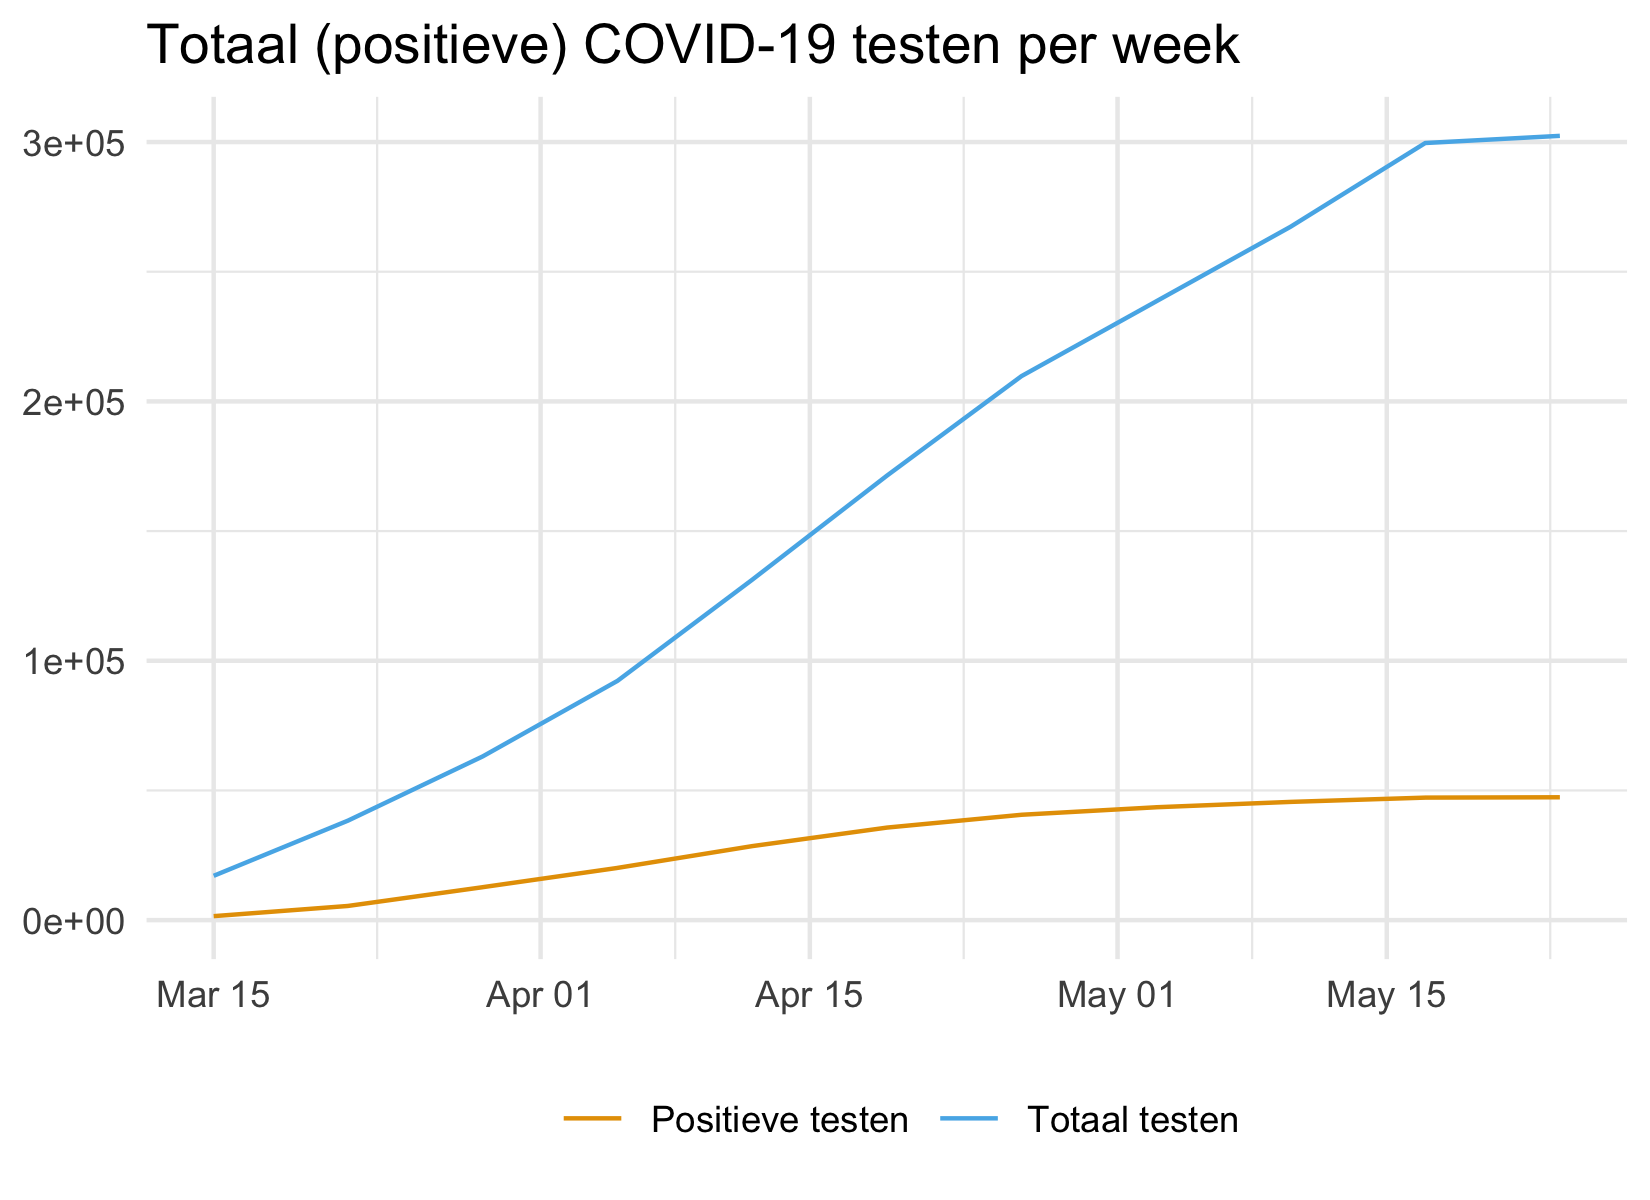 Totaal (positieve) COVID-19 testen per week
3e+05
2e+05
1e+05
0e+00
Mar 15 Apr 01 Apr 15 May 01 May 15
Positieve testen Totaal testen